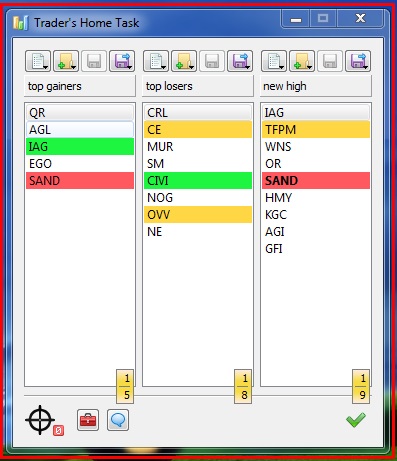 Trader's Home Task
top gainers
top losers
new high
QR
AGL
IAG
EGO
SAND
CRL
CE
MUR
SM
CIVI
NOG
OVV
NE
IAG
TFPM
WNS
OR
SAND
HMY
KGC
AGI
GFI
1
5
1
8
1
9
0